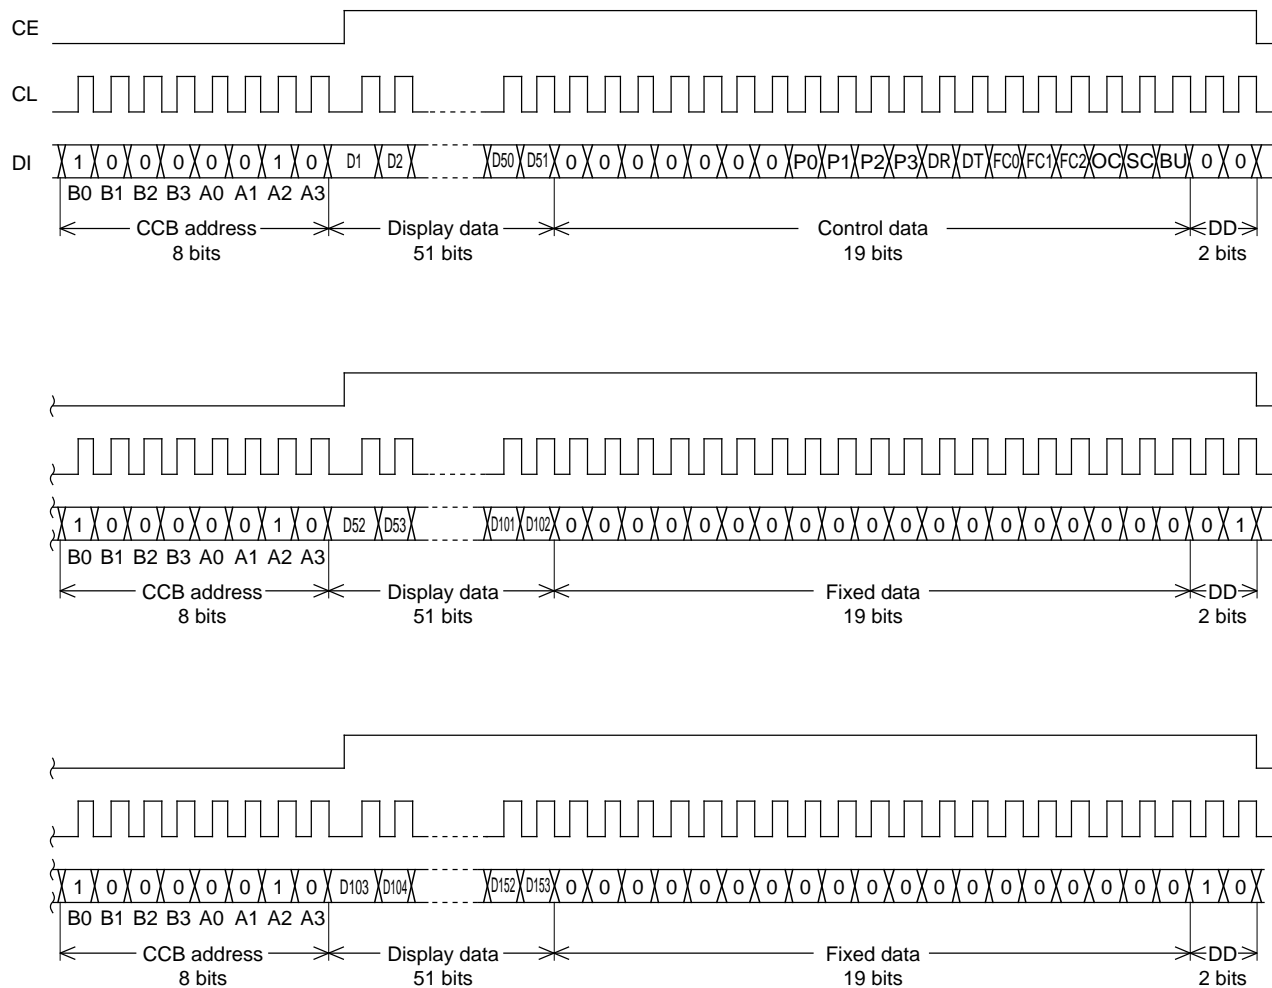 CE
CL
DI 1 0 0 0 0 0 1 0 D1 D2 D50 D51 0 0 0 0 0 0 0 P0 P1 P2 P3 DR DT FC0 FC1 FC2 OC SC BU 0 0
B0 B1 B2 B3 A0 A1 A2 A3
CCB address Display data Control data DD
8 bits 51 bits 19 bits 2 bits
1 0 0 0 0 0 1 0 D52 D53 D101 D102 0 0 0 0 0 0 0 0 0 0 0 0 0 0 0 0 0 0 0 0 1
B0 B1 B2 B3 A0 A1 A2 A3
CCB address Display data Fixed data DD
8 bits 51 bits 19 bits 2 bits
1 0 0 0 0 0 1 0 D103 D104 D152 D153 0 0 0 0 0 0 0 0 0 0 0 0 0 0 0 0 0 0 0 1 0
B0 B1 B2 B3 A0 A1 A2 A3
CCB address Display data Fixed data DD
8 bits 51 bits 19 bits 2 bits